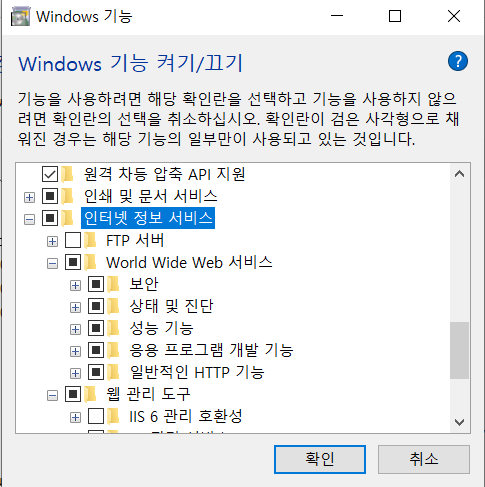 Windows 기능
Windows 기능 켜기/끄기
기능을 사용하려면 해당 확인란을 선택하고 기능을 사용하지 않으
려면 확인란의 선택을 취소하십시오. 확인란이 검은 사각형으로 채
워진 경우는 해당 기능의 일부만이 사용되고 있는 것입니다.
원격 차등 압축 API 지원
인쇄 및 문서 서비스
인터넷 정보 서비스
FTP 서버
World Wide Web 서비스
보안
상태 및 진단
성능 기능
응용 프로그램 개발 기능
일반적인 HTTP 기능
웹 관리 도구
IIS 6 관리 호환성
확인
취소